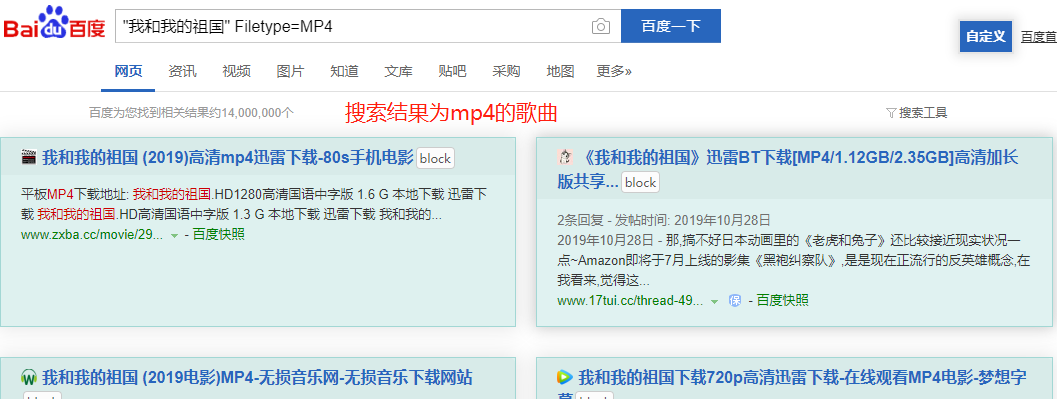 Bai du 百度
"我和我的祖国" Filetype=MP4
百度一下
自定义
百度首
网页 资讯 视频 图片 知道 文库 贴吧 采购 地图 更多»
百度为您找到相关结果约14,000,000个
搜索结果为mp4的歌曲
搜索工具
我和我的祖国 (2019)高清mp4迅雷下载-80s手机电影 block
平板MP4下载地址: 我和我的祖国.HD1280高清国语中字版 1.6 G 本地下载 迅雷下
载 我和我的祖国.HD高清国语中字版 1.3 G 本地下载 迅雷下载 我和我的...
www.zxba.cc/movie/29... - 百度快照
《我和我的祖国》迅雷BT下载[MP4/1.12GB/2.35GB]高清加长
版共享... block
2条回复 - 发帖时间: 2019年10月28日
2019年10月28日 - 那,搞不好日本动画里的《老虎和兔子》还比较接近现实状况一
点~Amazon即将于7月上线的影集《黑袍纠察队》,是是现在正流行的反英雄概念,在
我看来,觉得这...
www.17tui.cc/thread-49... 保 - 百度快照
我和我的祖国 (2019电影)MP4-无损音乐网-无损音乐下载网站
block
我和我的祖国下载720p高清迅雷下载-在线观看MP4电影-梦想字
幕 block